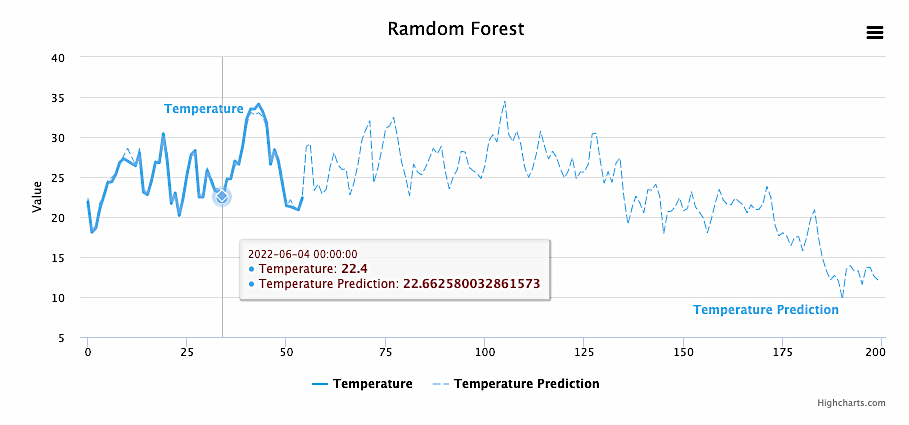 Ramdom Forest
40
35
30
25
20
15
10
5
Value
Temperature
2022-06-04 00:00:00
● Temperature: 22.4
● Temperature Prediction: 22.662580032861573
Temperature Prediction
0 25 50 75 100 125 150 175 200
Temperature Temperature Prediction
Highcharts.com